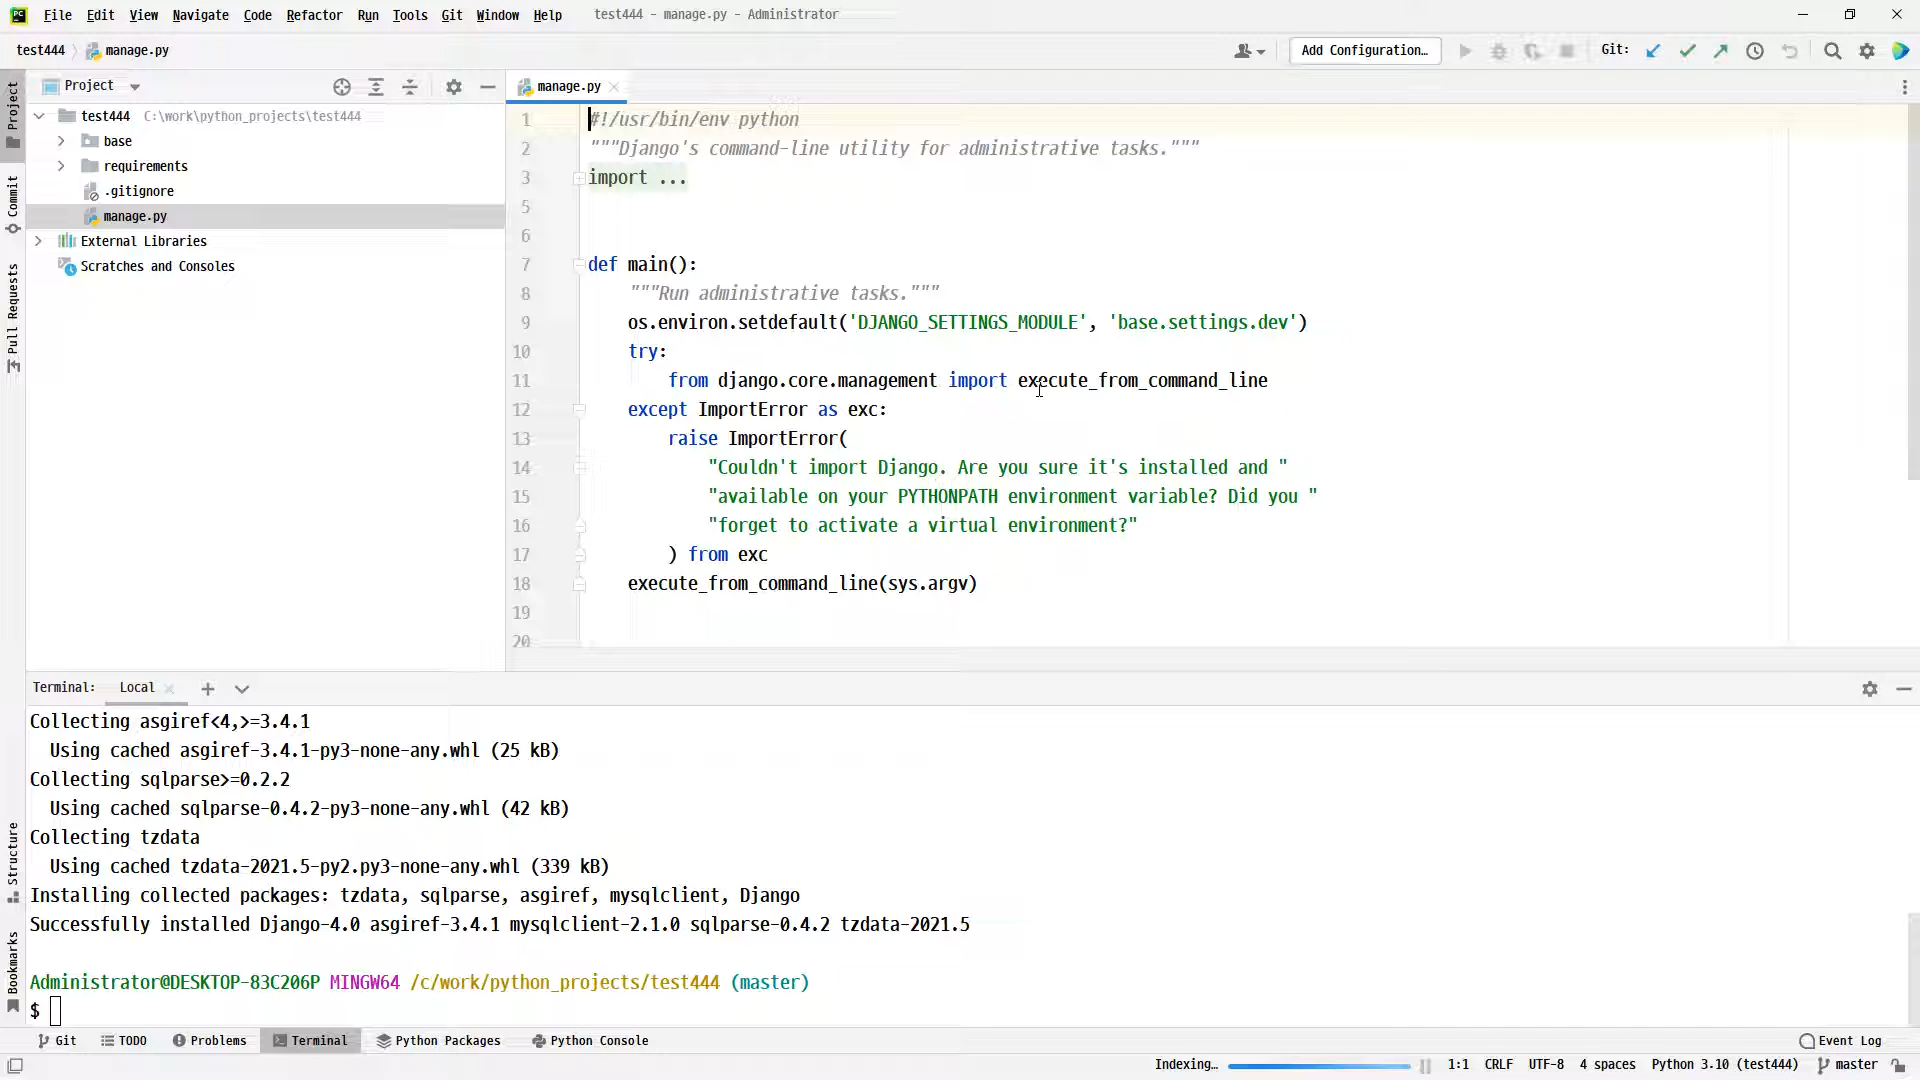 PC File Edit View Navigate Code Refactor Run Tools Git Window Help test444 - manage.py - Administrator
test444 manage.py Add Configuration... Git:
Project manage.py
test444 C:\work\python_projects\test444
base
requirements
.gitignore
manage.py
External Libraries
Scratches and Consoles
Project
Commit
Pull Requests
Structure
Bookmarks
1 #!/usr/bin/env python
2 """Django's command-line utility for administrative tasks."""
3 import ...
5
6
7 def main():
8 """Run administrative tasks."""
9 os.environ.setdefault('DJANGO_SETTINGS_MODULE', 'base.settings.dev')
10 try:
11 from django.core.management import execute_from_command_line
12 except ImportError as exc:
13 raise ImportError(
14 "Couldn't import Django. Are you sure it's installed and "
15 "available on your PYTHONPATH environment variable? Did you "
16 "forget to activate a virtual environment?"
17 ) from exc
18 execute_from_command_line(sys.argv)
19
20
Terminal: Local
Collecting asgiref<4,>=3.4.1
Using cached asgiref-3.4.1-py3-none-any.whl (25 kB)
Collecting sqlparse>=0.2.2
Using cached sqlparse-0.4.2-py3-none-any.whl (42 kB)
Collecting tzdata
Using cached tzdata-2021.5-py2.py3-none-any.whl (339 kB)
Installing collected packages: tzdata, sqlparse, asgiref, mysqlclient, Django
Successfully installed Django-4.0 asgiref-3.4.1 mysqlclient-2.1.0 sqlparse-0.4.2 tzdata-2021.5
Administrator@DESKTOP-83C206P MINGW64 /c/work/python_projects/test444 (master)
$
Git TODO Problems Terminal Python Packages Python Console Event Log
Indexing... 1:1 CRLF UTF-8 4 spaces Python 3.10 (test444) master